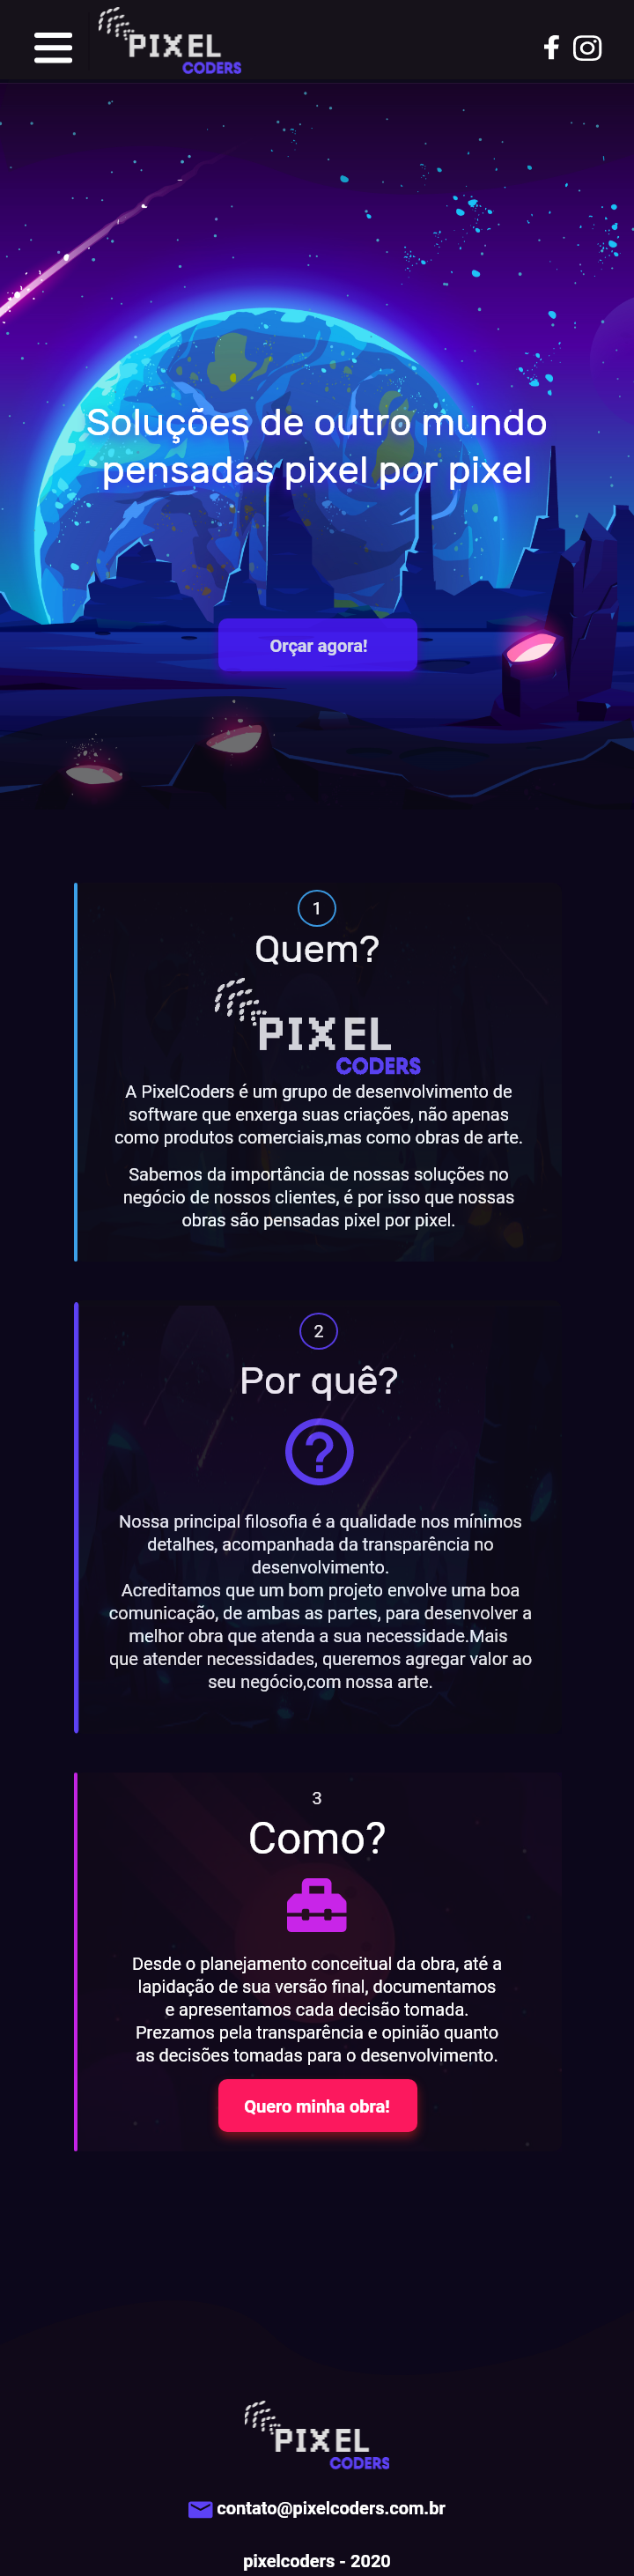 PIXEL
CODERS
Soluções de outro mundo
pensadas pixel por pixel
Orçar agora!
1
Quem?
PIXEL
CODERS
A PixelCoders é um grupo de desenvolvimento de
software que enxerga suas criações, não apenas
como produtos comerciais,mas como obras de arte.
Sabemos da importância de nossas soluções no
negócio de nossos clientes, é por isso que nossas
obras são pensadas pixel por pixel.
2
Por quê?
?
Nossa principal filosofia é a qualidade nos mínimos
detalhes, acompanhada da transparência no
desenvolvimento.
Acreditamos que um bom projeto envolve uma boa
comunicação, de ambas as partes, para desenvolver a
melhor obra que atenda a sua necessidade.Mais
que atender necessidades, queremos agregar valor ao
seu negócio,com nossa arte.
3
Como?
Desde o planejamento conceitual da obra, até a
lapidação de sua versão final, documentamos
e apresentamos cada decisão tomada.
Prezamos pela transparência e opinião quanto
as decisões tomadas para o desenvolvimento.
Quero minha obra!
PIXEL
CODERS
contato@pixelcoders.com.br
pixelcoders - 2020